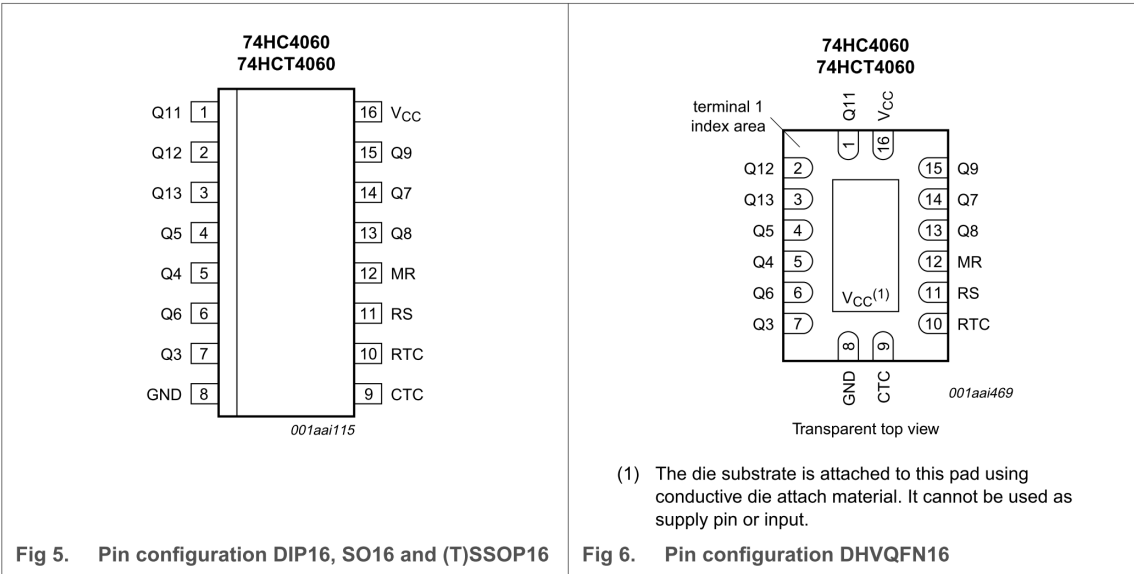 74HC4060
74HCT4060
Q11 1
16 VCC
Q12 2
15 Q9
Q13 3
14 Q7
Q5 4
13 Q8
Q4 5
12 MR
Q6 6
11 RS
Q3 7
10 RTC
GND 8
9 CTC
001aai115
Fig 5. Pin configuration DIP16, SO16 and (T)SSOP16
74HC4060
74HCT4060
terminal 1
index area
Q11
VCC
1
16
Q12 2
15 Q9
Q13 3
14 Q7
Q5 4
13 Q8
Q4 5
12 MR
Q6 6
11 RS
VCC(1)
Q3 7
10 RTC
8
9
GND
CTC
001aai469
Transparent top view
(1) The die substrate is attached to this pad using
conductive die attach material. It cannot be used as
supply pin or input.
Fig 6. Pin configuration DHVQFN16